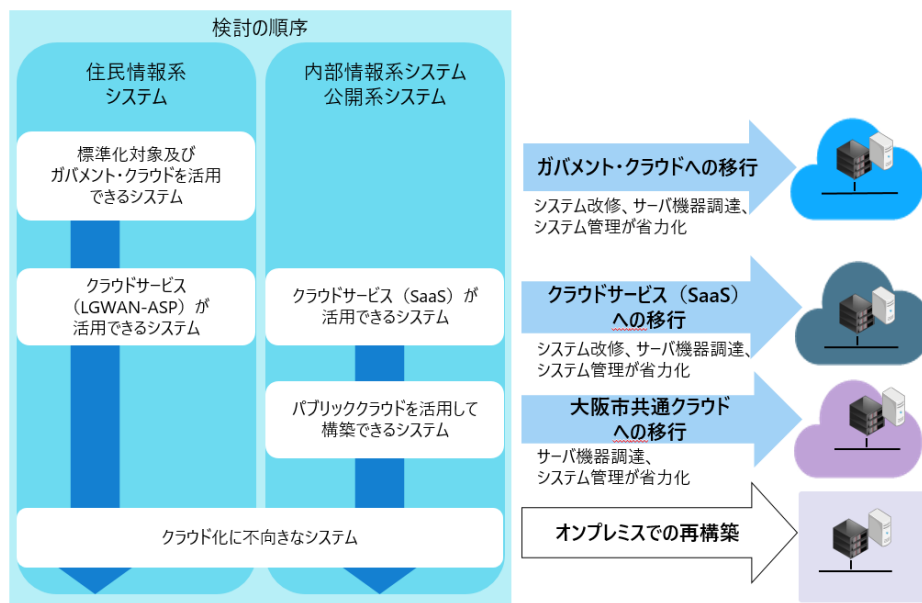 検討の順序
住民情報系
システム
内部情報系システム
公開系システム
標準化対象及び
ガバメント・クラウドを活用
できるシステム
ガバメント・クラウドへの移行
システム改修、サーバ機器調達、
システム管理が省力化
クラウドサービス
（LGWAN-ASP）が
活用できるシステム
クラウドサービス（SaaS）が
活用できるシステム
クラウドサービス（SaaS）
への移行
システム改修、サーバ機器調達、
システム管理が省力化
パブリッククラウドを活用して
構築できるシステム
大阪市共通クラウド
への移行
サーバ機器調達、
システム管理が省力化
クラウド化に不向きなシステム
オンプレミスでの再構築